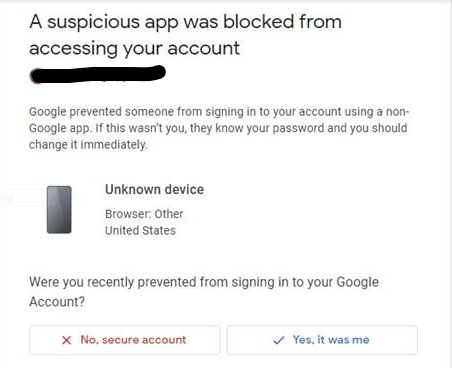 A suspicious app was blocked from
accessing your account
Google prevented someone from signing in to your account using a non-
Google app. If this wasn't you, they know your password and you should
change it immediately.
Unknown device
Browser: Other
United States
Were you recently prevented from signing in to your Google
Account?
No, secure account
Yes, it was me